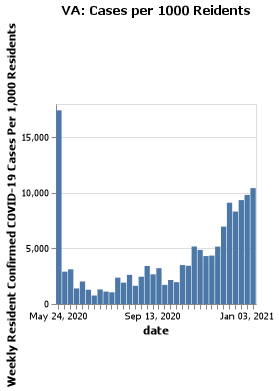 VA: Cases per 1000 Reidents
Weekly Resident Confirmed COVID-19 Cases Per 1,000 Residents
15,000
10,000
5,000
0
May 24, 2020
Sep 13, 2020
Jan 03, 2021
date